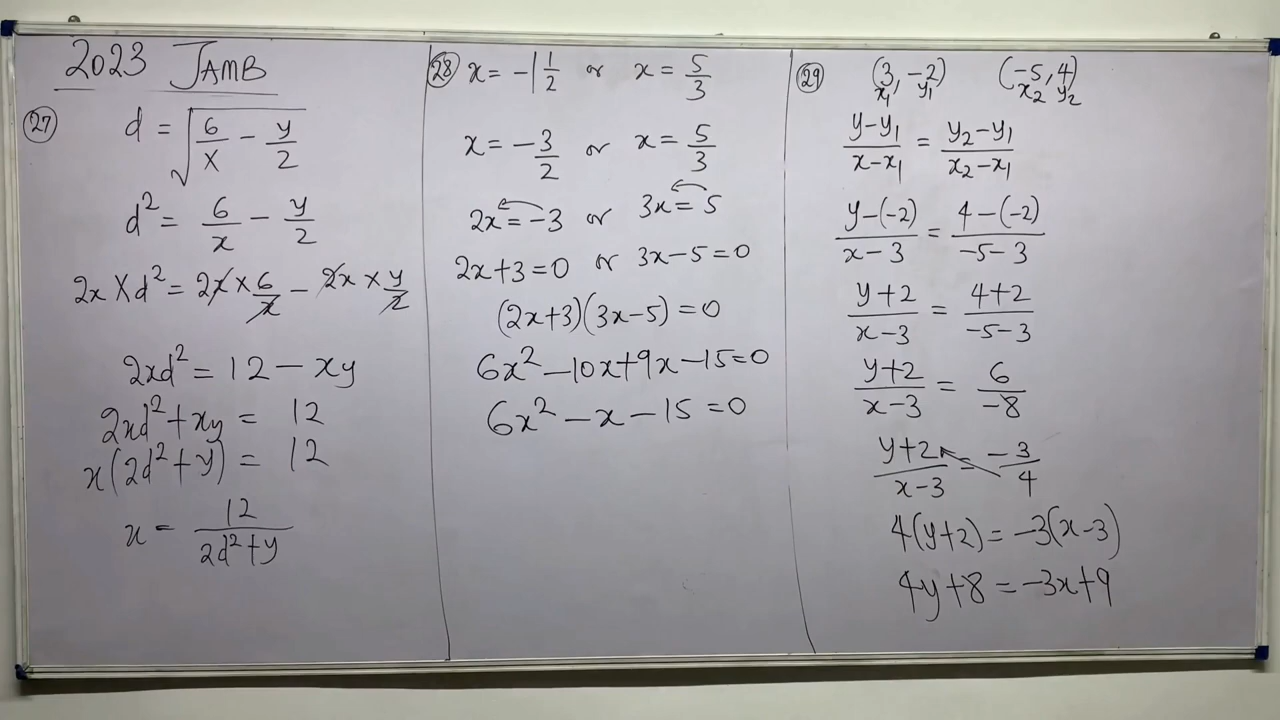 2023 JAMB
27 d = √(6/x − y/2)
d² = 6/x − y/2
2x × d² = 2x × 6/x − 2x × y/2
2xd² = 12 − xy
2xd² + xy = 12
x(2d² + y) = 12
x = 12/(2d² + y)
28 x = −1 1/2 or x = 5/3
x = −3/2 or x = 5/3
2x = −3 or 3x = 5
2x + 3 = 0 or 3x − 5 = 0
(2x+3)(3x−5) = 0
6x² − 10x + 9x − 15 = 0
6x² − x − 15 = 0
29 (3, −2) (−5, 4)
x₁ y₁ x₂ y₂
(y − y₁)/(x − x₁) = (y₂ − y₁)/(x₂ − x₁)
(y − (−2))/(x − 3) = (4 − (−2))/(−5 − 3)
(y + 2)/(x − 3) = (4 + 2)/(−5 − 3)
(y + 2)/(x − 3) = 6/−8
(y + 2)/(x − 3) = −3/4
4(y+2) = −3(x−3)
4y + 8 = −3x + 9